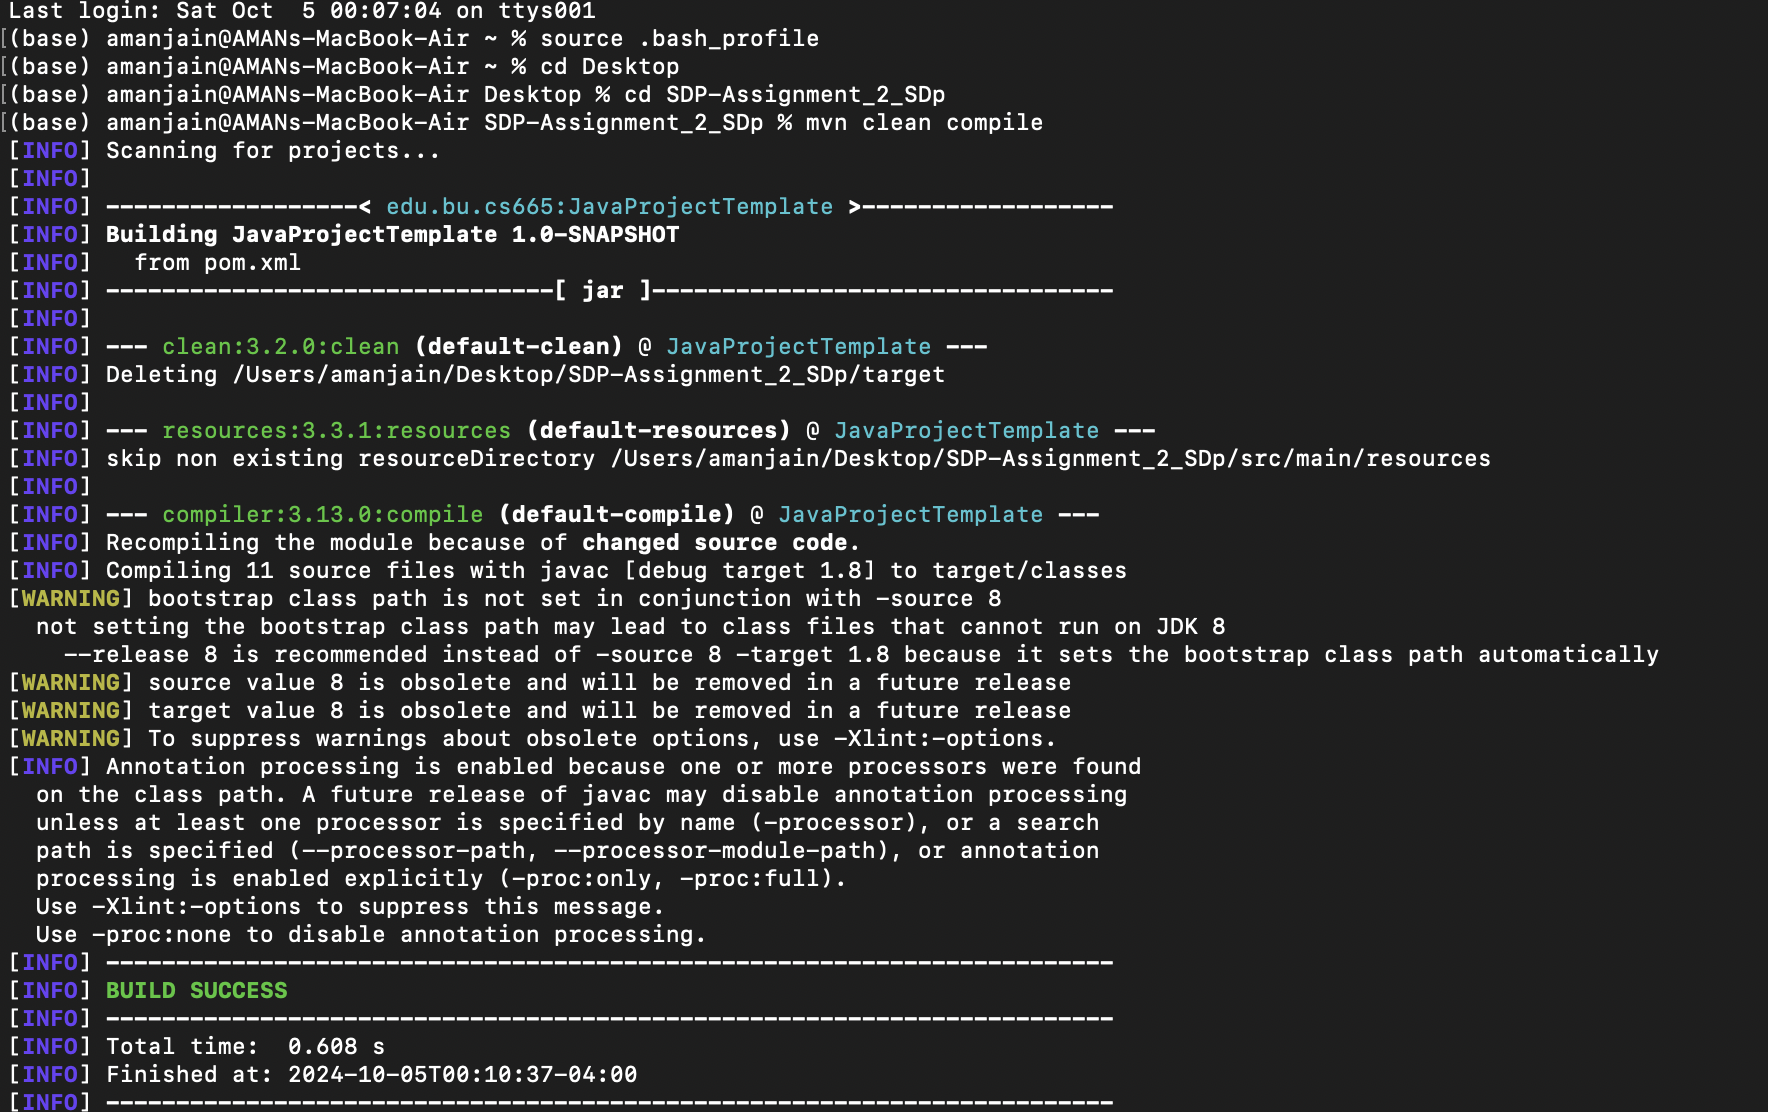 Last login: Sat Oct  5 00:07:04 on ttys001
[(base) amanjain@AMANs-MacBook-Air ~ % source .bash_profile
[(base) amanjain@AMANs-MacBook-Air ~ % cd Desktop
[(base) amanjain@AMANs-MacBook-Air Desktop % cd SDP-Assignment_2_SDp
[(base) amanjain@AMANs-MacBook-Air SDP-Assignment_2_SDp % mvn clean compile
[INFO] Scanning for projects...
[INFO]
[INFO] ------------------< edu.bu.cs665:JavaProjectTemplate >------------------
[INFO] Building JavaProjectTemplate 1.0-SNAPSHOT
[INFO]   from pom.xml
[INFO] --------------------------------[ jar ]---------------------------------
[INFO]
[INFO] --- clean:3.2.0:clean (default-clean) @ JavaProjectTemplate ---
[INFO] Deleting /Users/amanjain/Desktop/SDP-Assignment_2_SDp/target
[INFO]
[INFO] --- resources:3.3.1:resources (default-resources) @ JavaProjectTemplate ---
[INFO] skip non existing resourceDirectory /Users/amanjain/Desktop/SDP-Assignment_2_SDp/src/main/resources
[INFO]
[INFO] --- compiler:3.13.0:compile (default-compile) @ JavaProjectTemplate ---
[INFO] Recompiling the module because of changed source code.
[INFO] Compiling 11 source files with javac [debug target 1.8] to target/classes
[WARNING] bootstrap class path is not set in conjunction with -source 8
  not setting the bootstrap class path may lead to class files that cannot run on JDK 8
    --release 8 is recommended instead of -source 8 -target 1.8 because it sets the bootstrap class path automatically
[WARNING] source value 8 is obsolete and will be removed in a future release
[WARNING] target value 8 is obsolete and will be removed in a future release
[WARNING] To suppress warnings about obsolete options, use -Xlint:-options.
[INFO] Annotation processing is enabled because one or more processors were found
  on the class path. A future release of javac may disable annotation processing
  unless at least one processor is specified by name (-processor), or a search
  path is specified (--processor-path, --processor-module-path), or annotation
  processing is enabled explicitly (-proc:only, -proc:full).
  Use -Xlint:-options to suppress this message.
  Use -proc:none to disable annotation processing.
[INFO] ------------------------------------------------------------------------
[INFO] BUILD SUCCESS
[INFO] ------------------------------------------------------------------------
[INFO] Total time:  0.608 s
[INFO] Finished at: 2024-10-05T00:10:37-04:00
[INFO] ------------------------------------------------------------------------